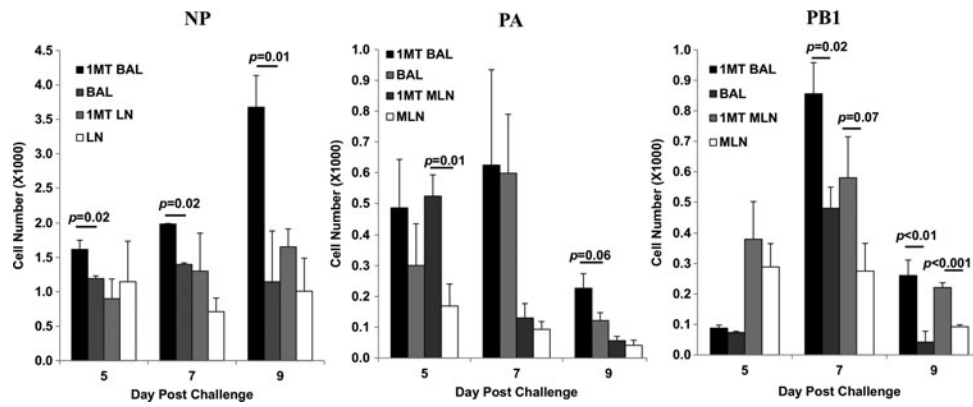 NP
Cell Number (X1000)
4.5
4.0
3.5
3.0
2.5
2.0
1.5
1.0
0.5
0.0
1MT BAL
BAL
1MT LN
LN
p=0.02
p=0.02
p=0.01
5 7 9
Day Post Challenge
PA
Cell Number (X1000)
1
0.9
0.8
0.7
0.6
0.5
0.4
0.3
0.2
0.1
0
1MT BAL
BAL
1MT MLN
MLN
p=0.01
p=0.06
5 7 9
Day Post Challenge
PB1
Cell Number (X1000)
1.0
0.9
0.8
0.7
0.6
0.5
0.4
0.3
0.2
0.1
0.0
1MT BAL
BAL
1MT MLN
MLN
p=0.02
p=0.07
p<0.01
p<0.001
5 7 9
Day Post Challenge